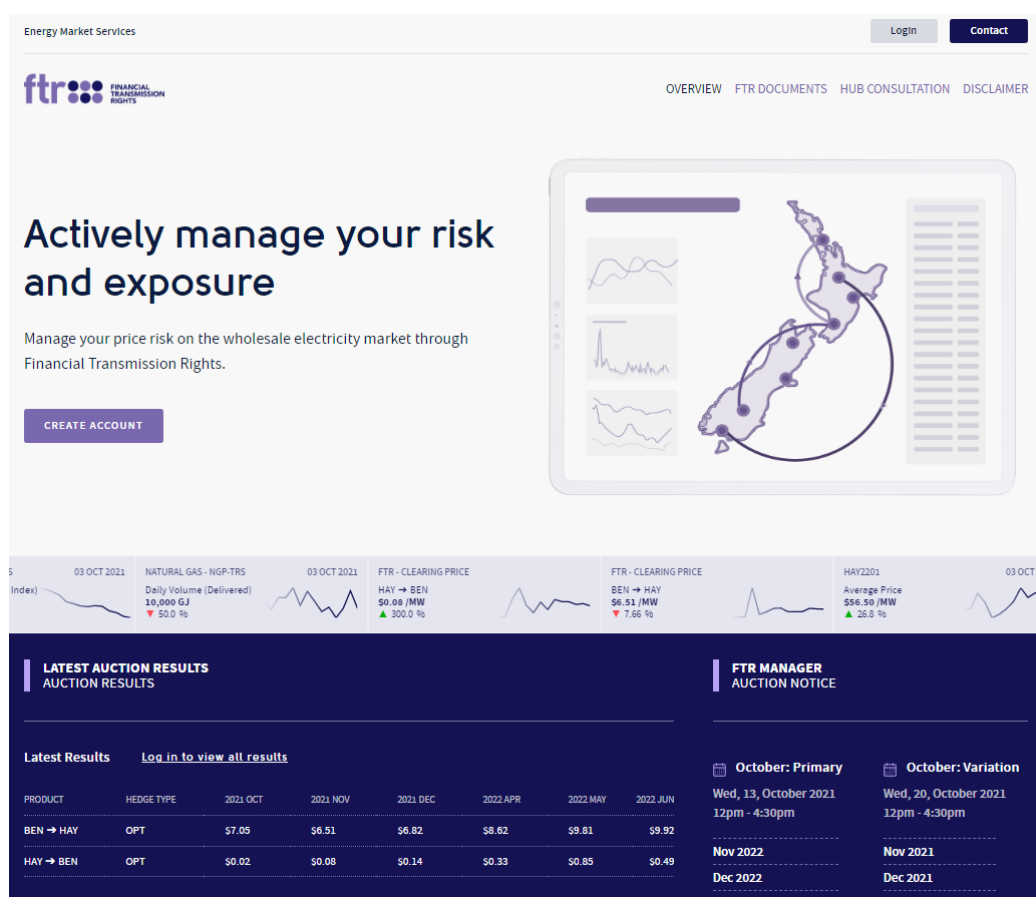 Energy Market Services
Login
Contact
ftr FINANCIAL
TRANSMISSION
RIGHTS
OVERVIEW FTR DOCUMENTS HUB CONSULTATION DISCLAIMER
Actively manage your risk
and exposure
Manage your price risk on the wholesale electricity market through
Financial Transmission Rights.
CREATE ACCOUNT
S 03 OCT 2021
Index)
NATURAL GAS - NGP-TRS 03 OCT 2021
Daily Volume (Delivered)
10,000 GJ
▼ 50.0 %
FTR - CLEARING PRICE
HAY ➔ BEN
$0.08 /MW
▲ 300.0 %
FTR - CLEARING PRICE
BEN ➔ HAY
$6.51 /MW
▼ 7.66 %
HAY2201 03 OCT
Average Price
$56.50 /MW
▲ 26.8 %
LATEST AUCTION RESULTS
AUCTION RESULTS
Latest Results Log in to view all results
PRODUCT HEDGE TYPE 2021 OCT 2021 NOV 2021 DEC 2022 APR 2022 MAY 2022 JUN
BEN ➔ HAY OPT $7.05 $6.51 $6.82 $8.62 $9.81 $9.92
HAY ➔ BEN OPT $0.02 $0.08 $0.14 $0.33 $0.85 $0.49
FTR MANAGER
AUCTION NOTICE
October: Primary
Wed, 13, October 2021
12pm - 4:30pm
Nov 2022
Dec 2022
October: Variation
Wed, 20, October 2021
12pm - 4:30pm
Nov 2021
Dec 2021